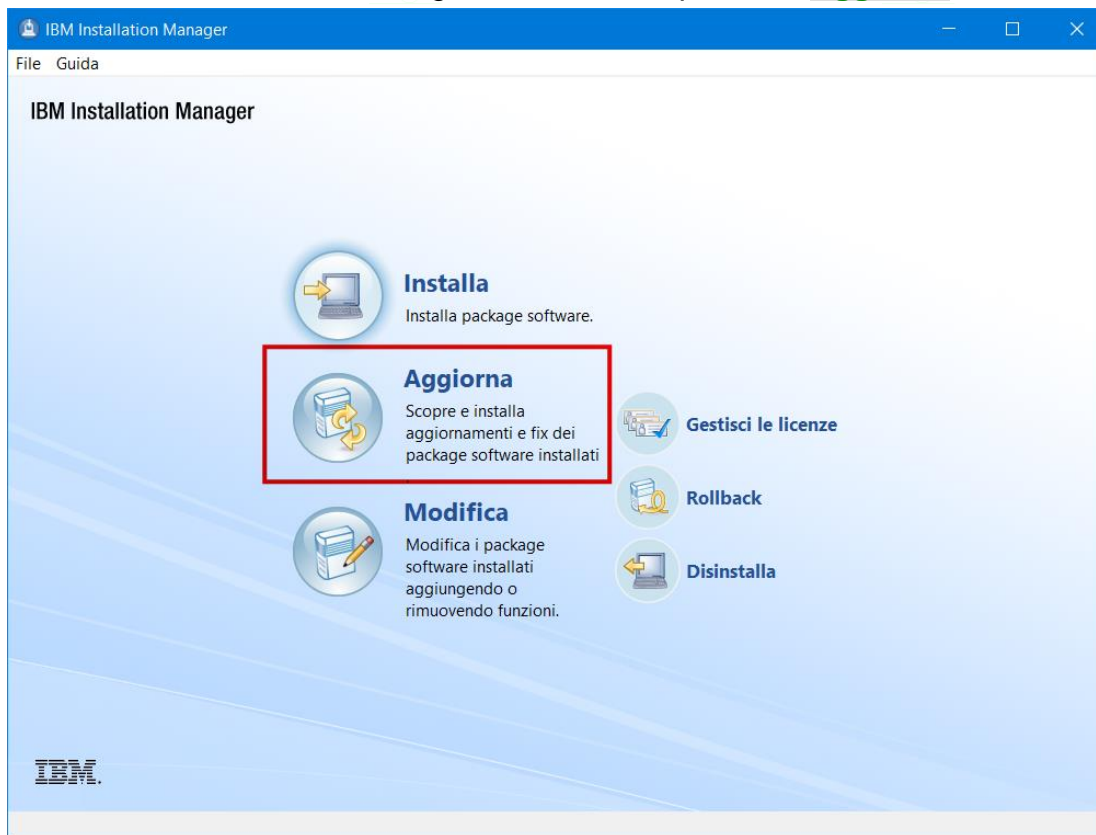 IBM Installation Manager
File Guida
IBM Installation Manager
Installa
Installa package software.
Aggiorna
Scopre e installa
aggiornamenti e fix dei
package software installati
.
Modifica
Modifica i package
software installati
aggiungendo o
rimuovendo funzioni.
Gestisci le licenze
Rollback
Disinstalla
IBM.